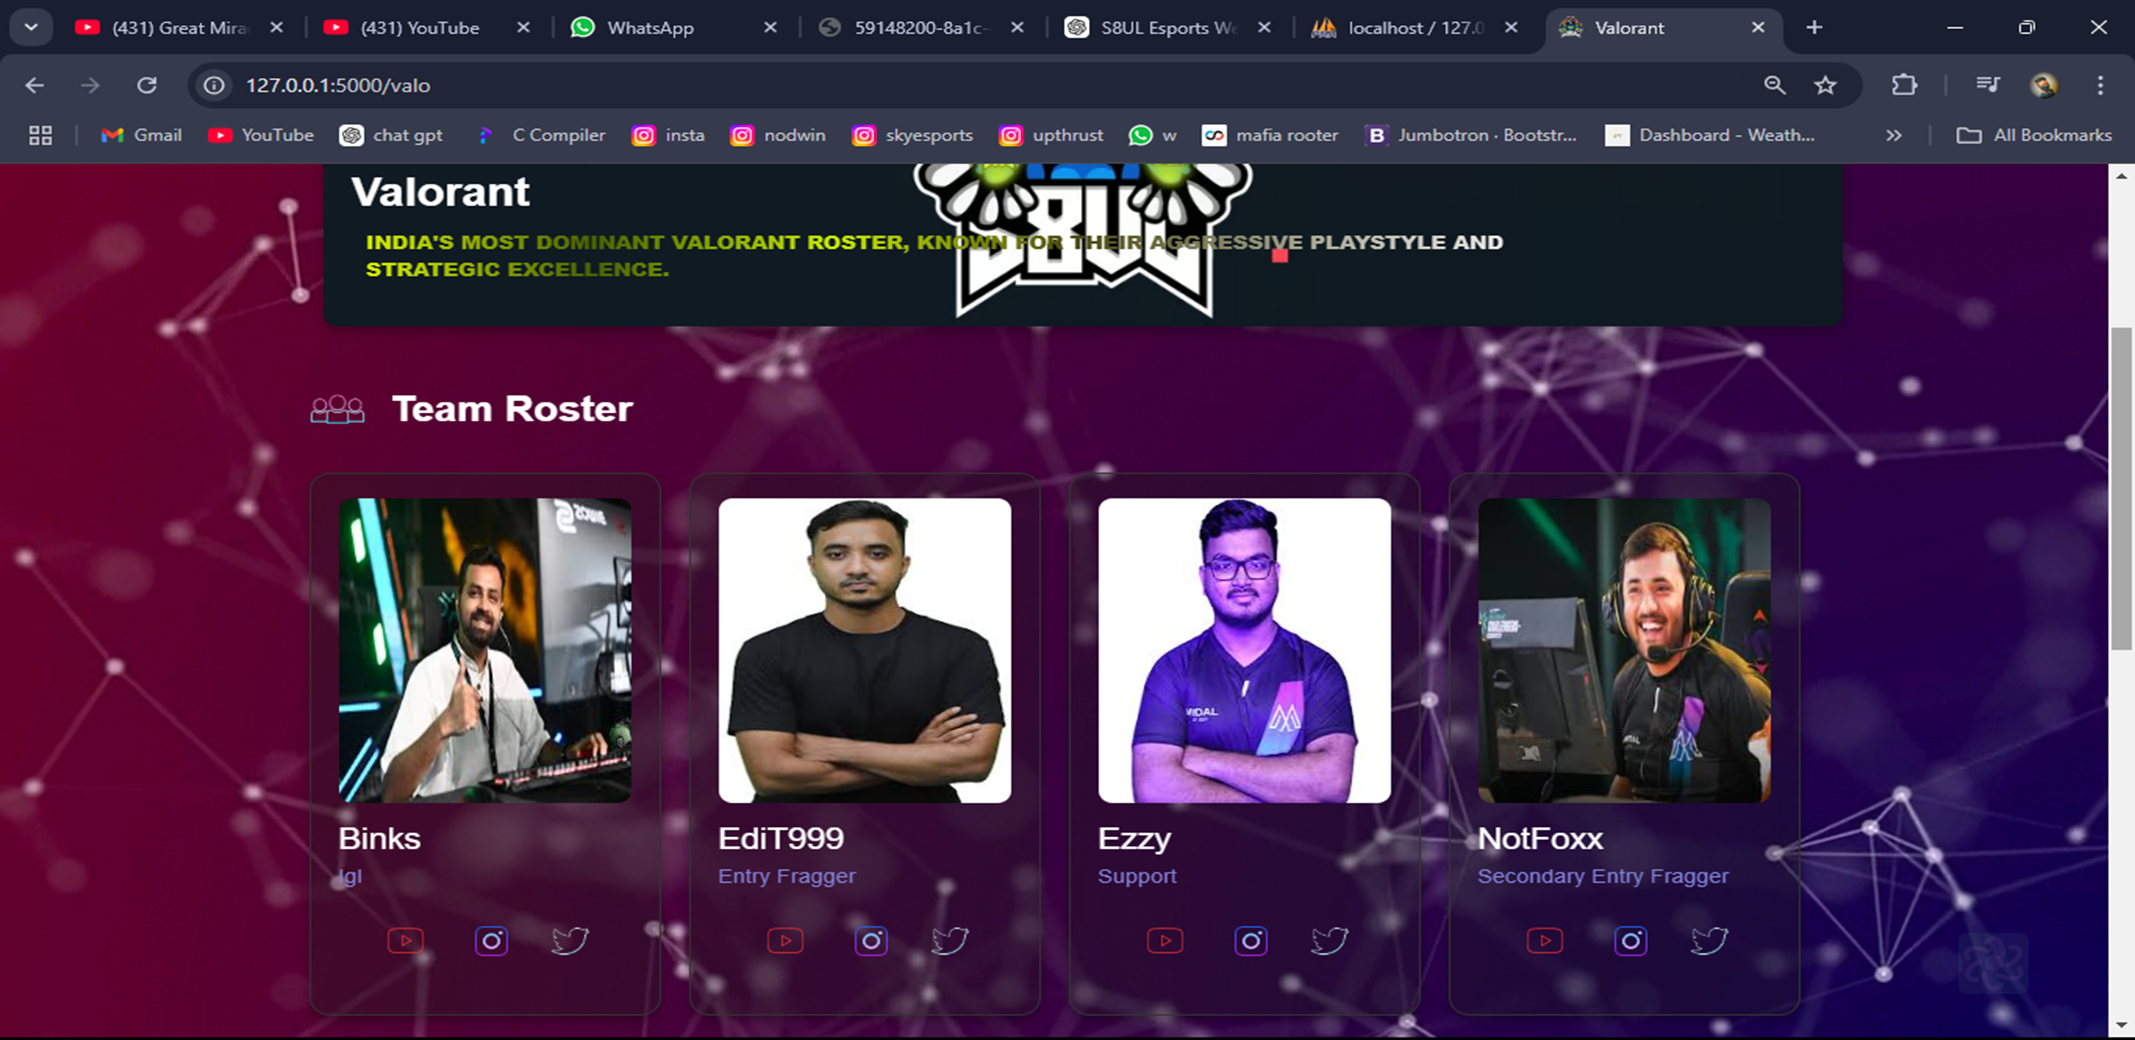 (431) Great Mira
(431) YouTube
WhatsApp
59148200-8a1c-
S8UL Esports We
localhost / 127.0
Valorant
127.0.0.1:5000/valo
Gmail
YouTube
chat gpt
C Compiler
insta
nodwin
skyesports
upthrust
w
mafia rooter
Jumbotron · Bootstr...
Dashboard - Weath...
All Bookmarks
Valorant
S8UL
INDIA'S MOST DOMINANT VALORANT ROSTER, KNOWN FOR THEIR AGGRESSIVE PLAYSTYLE AND
STRATEGIC EXCELLENCE.
S8UL
Team Roster
Binks
Igl
EdiT999
Entry Fragger
Ezzy
Support
NotFoxx
Secondary Entry Fragger